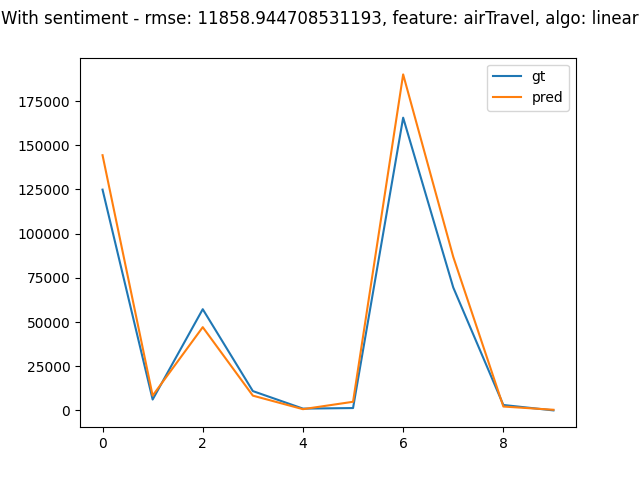 With sentiment - rmse: 11858.944708531193, feature: airTravel, algo: linear
gt
pred
175000
150000
125000
100000
75000
50000
25000
0
0 2 4 6 8